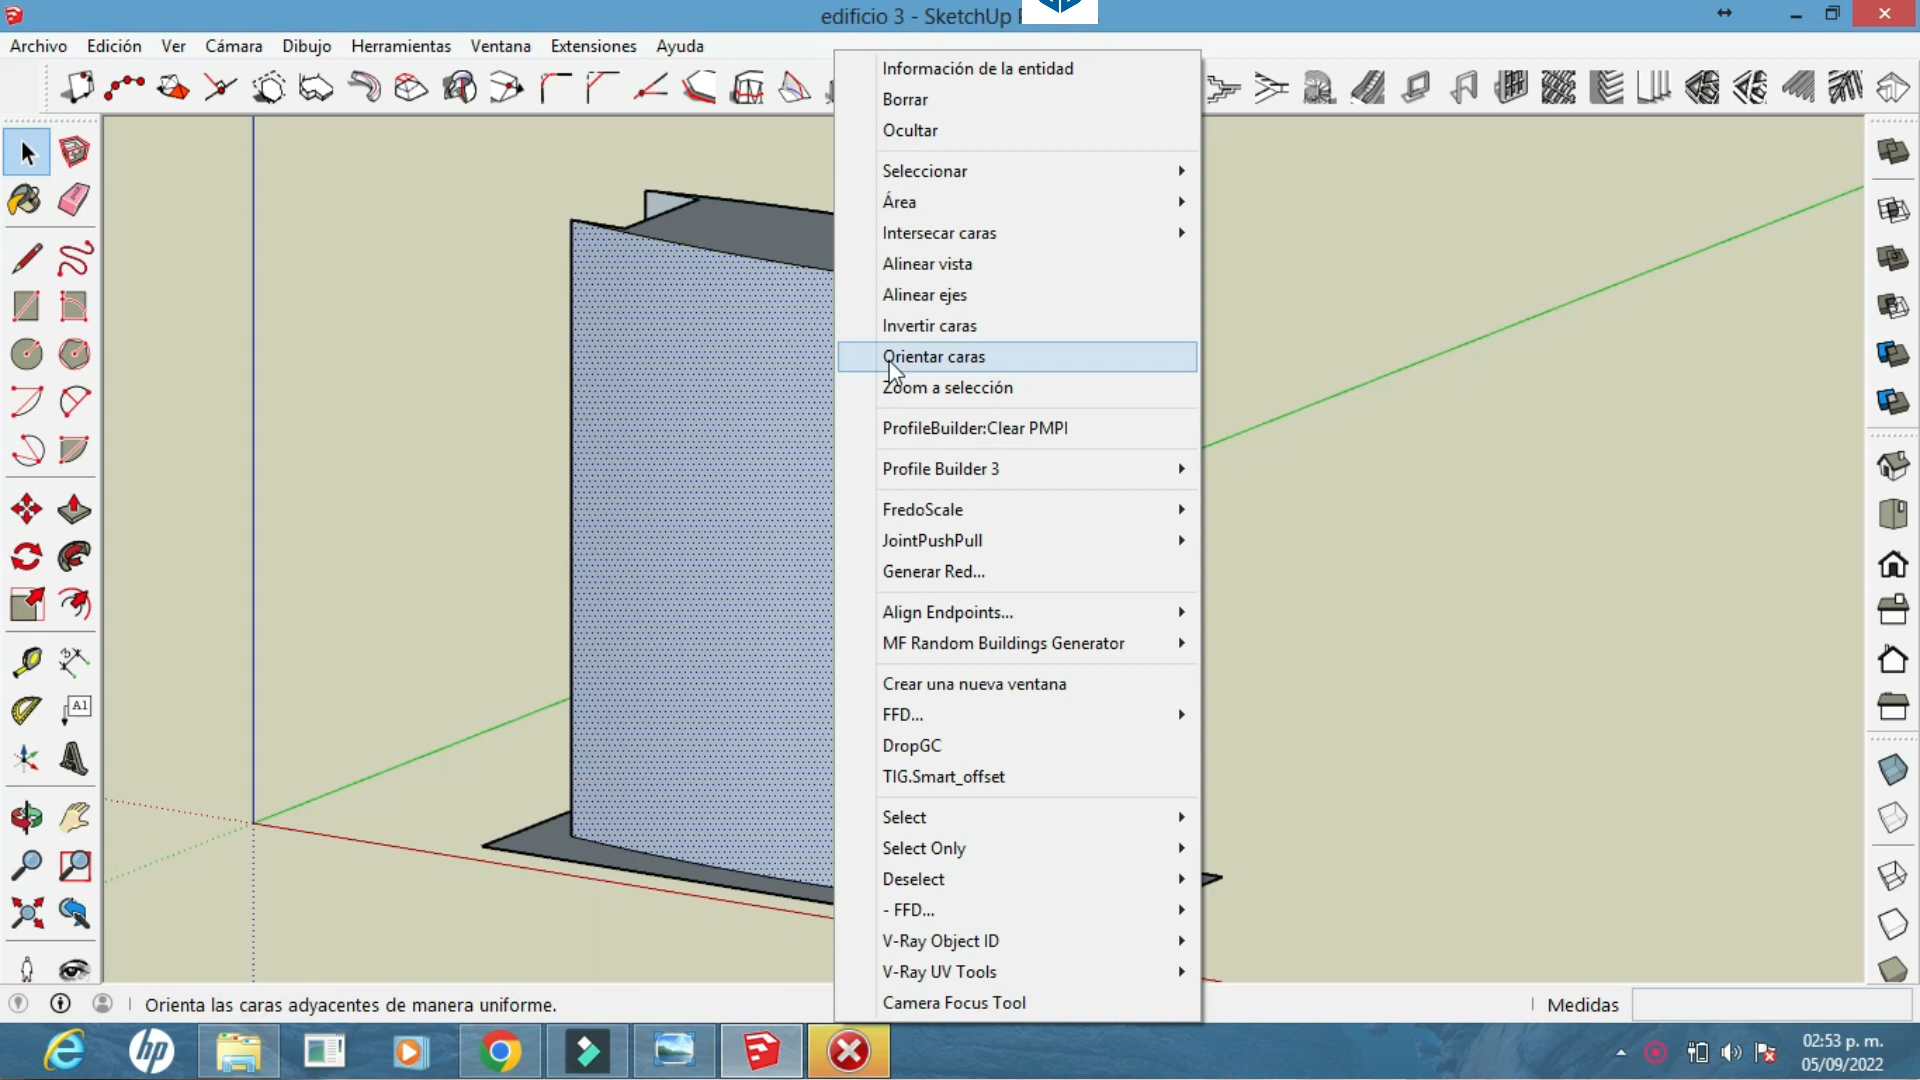 edificio 3 - SketchUp P
Archivo Edición Ver Cámara Dibujo Herramientas Ventana Extensiones Ayuda
Información de la entidad
Borrar
Ocultar
Seleccionar
Área
Intersecar caras
Alinear vista
Alinear ejes
Invertir caras
Orientar caras
Zoom a selección
ProfileBuilder:Clear PMPI
Profile Builder 3
FredoScale
JointPushPull
Generar Red...
Align Endpoints...
MF Random Buildings Generator
Crear una nueva ventana
FFD...
DropGC
TIG.Smart_offset
Select
Select Only
Deselect
- FFD...
V-Ray Object ID
V-Ray UV Tools
Camera Focus Tool
A1
Orienta las caras adyacentes de manera uniforme.
Medidas
hp
02:53 p. m.
05/09/2022